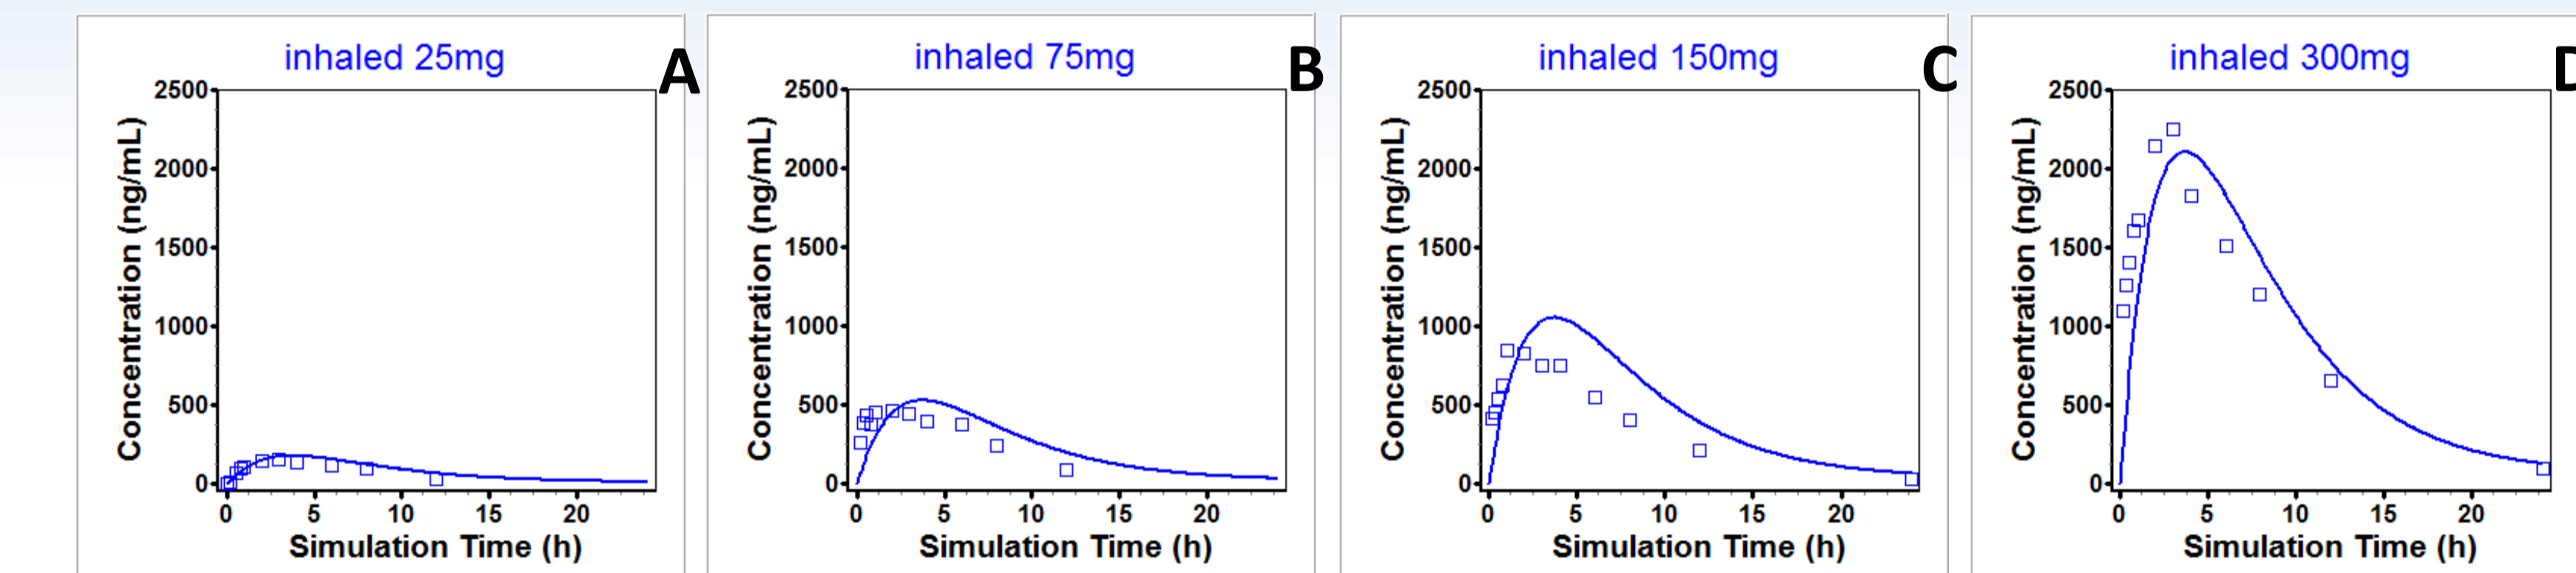 inhaled 25mg
A
2500
2000
1500
1000
500
0
Concentration (ng/mL)
0 5 10 15 20
Simulation Time (h)
inhaled 75mg
B
2500
2000
1500
1000
500
0
Concentration (ng/mL)
0 5 10 15 20
Simulation Time (h)
inhaled 150mg
C
2500
2000
1500
1000
500
0
Concentration (ng/mL)
0 5 10 15 20
Simulation Time (h)
inhaled 300mg
D
2500
2000
1500
1000
500
0
Concentration (ng/mL)
0 5 10 15 20
Simulation Time (h)